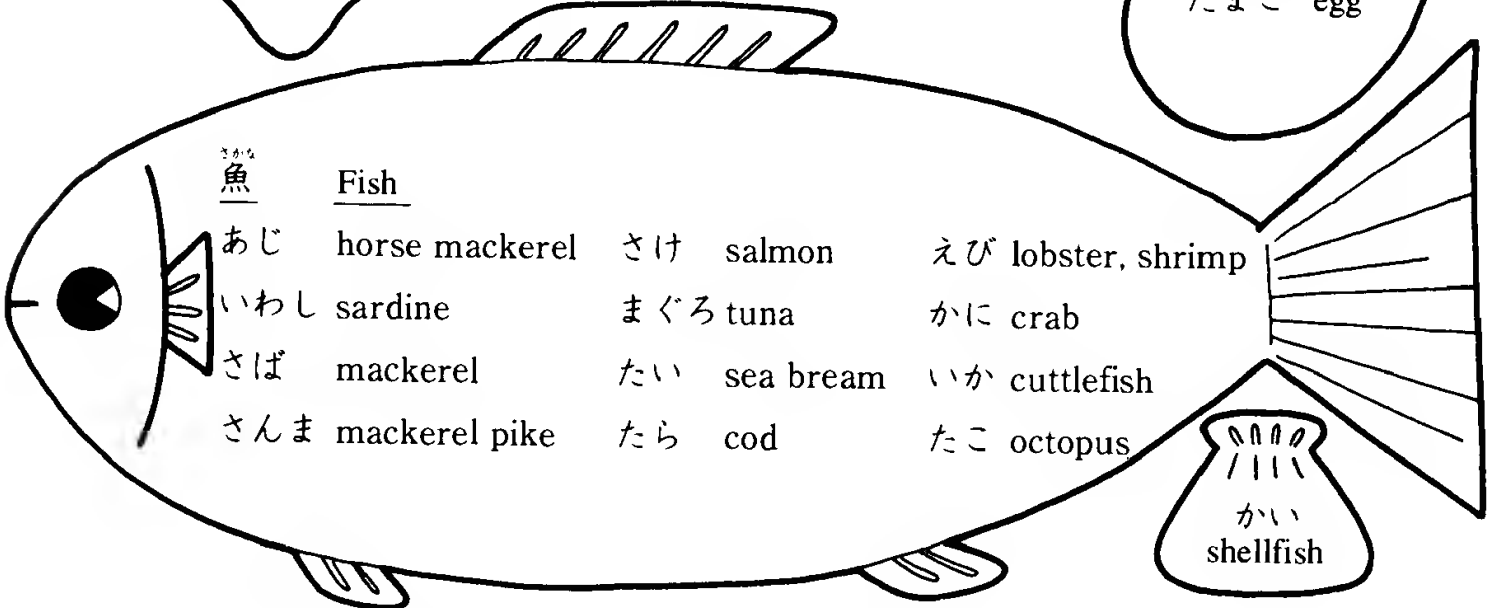 たまご egg
さかな
魚 Fish
あじ horse mackerel さけ salmon えび lobster, shrimp
いわし sardine まぐろ tuna かに crab
さば mackerel たい sea bream いか cuttlefish
さんま mackerel pike たら cod たこ octopus
かい
shellfish